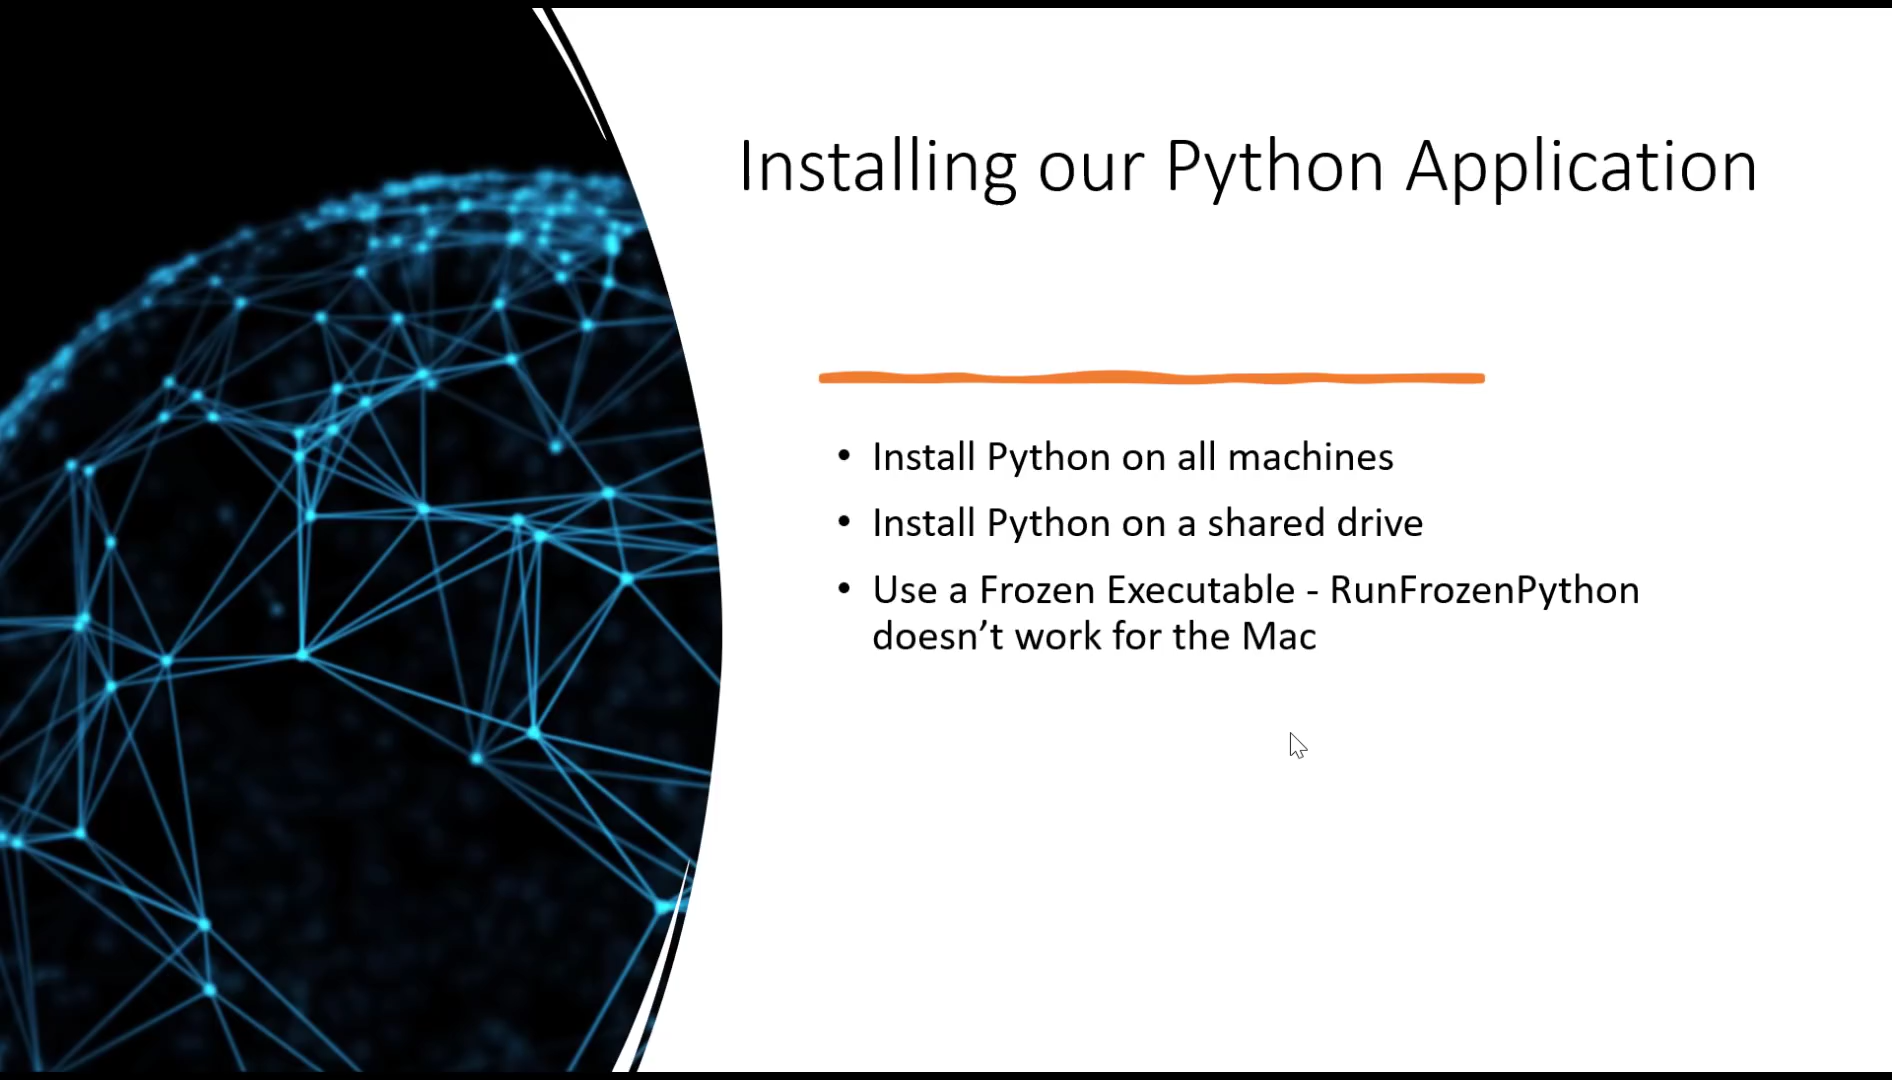 Installing our Python Application
• Install Python on all machines
• Install Python on a shared drive
• Use a Frozen Executable - RunFrozenPython
doesn’t work for the Mac